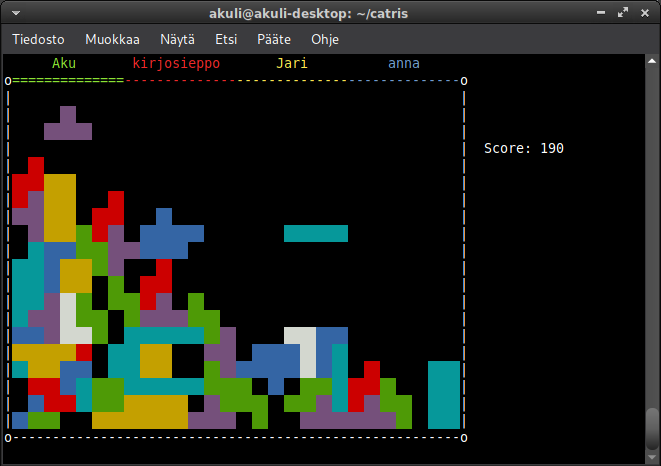 akuli@akuli-desktop: ~/catris
Tiedosto Muokkaa Näytä Etsi Pääte Ohje
Aku kirjosieppo Jari anna
Score: 190